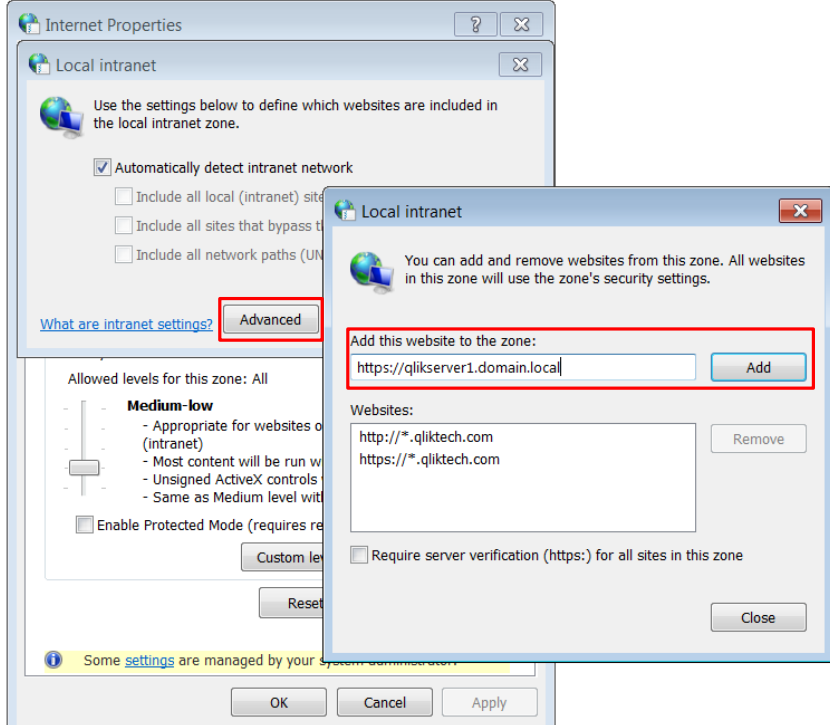 Internet Properties
Local intranet
Use the settings below to define which websites are included in
the local intranet zone.
Automatically detect intranet network
Include all local (intranet) site
Include all sites that bypass t
Include all network paths (UN
What are intranet settings?
Advanced
Allowed levels for this zone: All
Medium-low
- Appropriate for websites o
(intranet)
- Most content will be run w
- Unsigned ActiveX controls
- Same as Medium level with
Enable Protected Mode (requires re
Custom lev
Reset
Some settings are managed by your system administrator.
OK
Cancel
Apply
Local intranet
You can add and remove websites from this zone. All websites
in this zone will use the zone's security settings.
Add this website to the zone:
https://qlikserver1.domain.local
Add
Websites:
http://*.qliktech.com
https://*.qliktech.com
Remove
Require server verification (https:) for all sites in this zone
Close